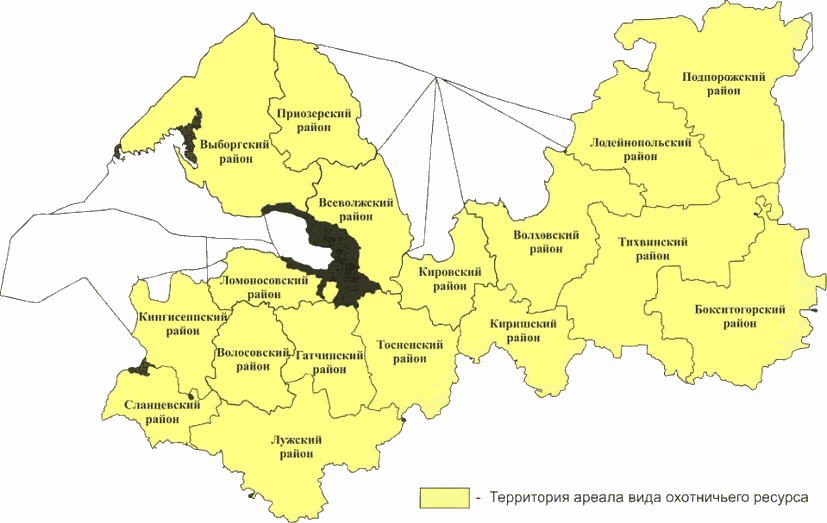 Подпорожский
район
Приозерский
район
Лодейнопольский
район
Выборгский
район
Всеволжский
район
Волховский
район
Тихвинский
район
Кировский
район
Ломоносовский
район
Бокситогорский
район
Кингисеппский
район
Киришский
район
Тосненский
район
Волосовский
район
Гатчинский
район
Сланцевский
район
Лужский
район
- Территория ареала вида охотничьего ресурса